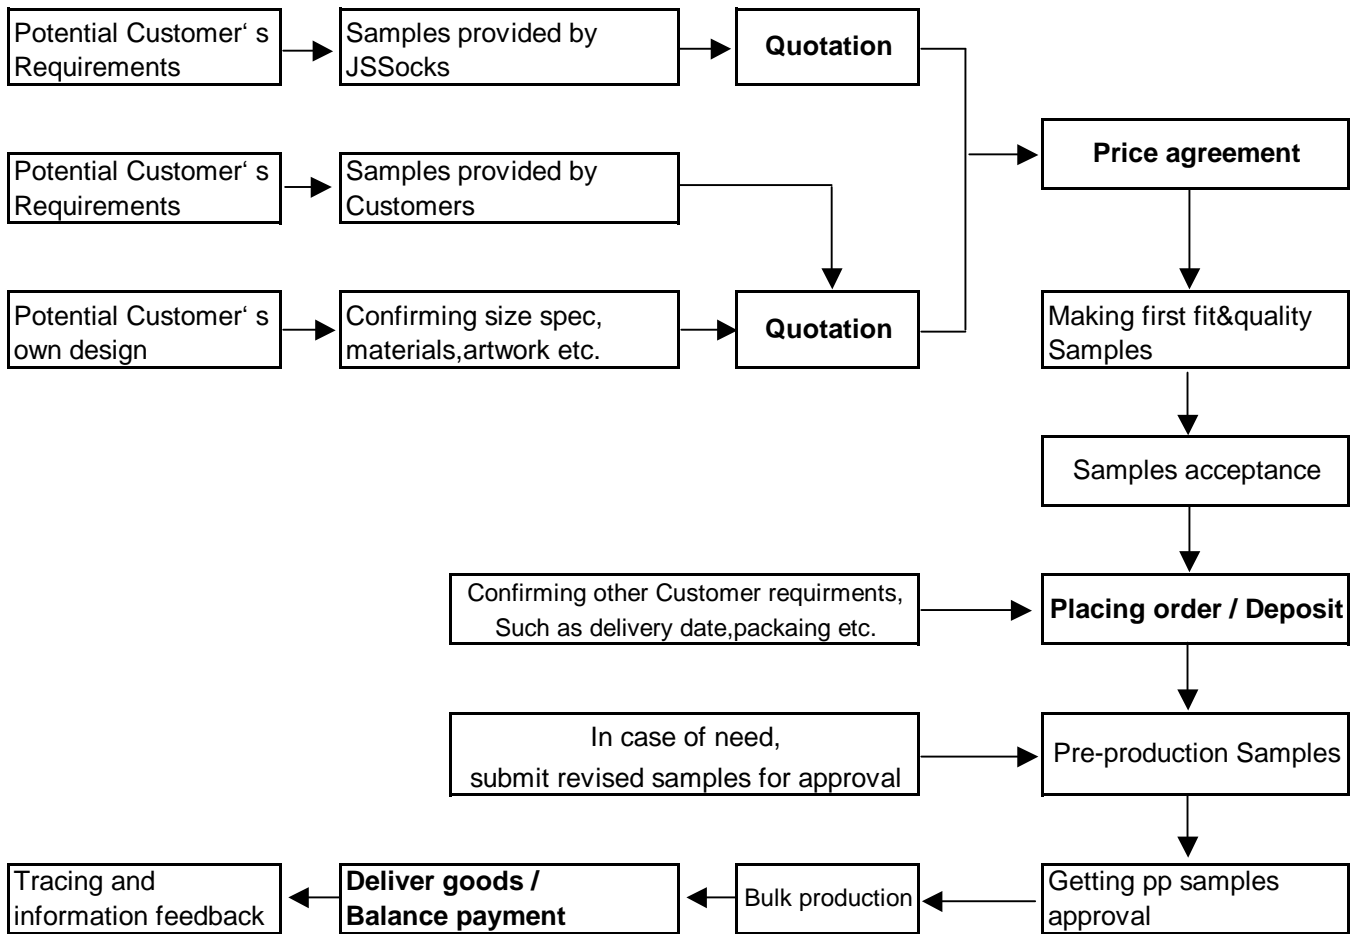 Potential Customer‘ s
Requirements
Samples provided by
JSSocks
Quotation
Price agreement
Potential Customer‘ s
Requirements
Samples provided by
Customers
Potential Customer‘ s
own design
Confirming size spec,
materials,artwork etc.
Quotation
Making first fit&quality
Samples
Samples acceptance
Confirming other Customer requirments,
Such as delivery date,packaing etc.
Placing order / Deposit
In case of need,
submit revised samples for approval
Pre-production Samples
Tracing and
information feedback
Deliver goods /
Balance payment
Bulk production
Getting pp samples
approval